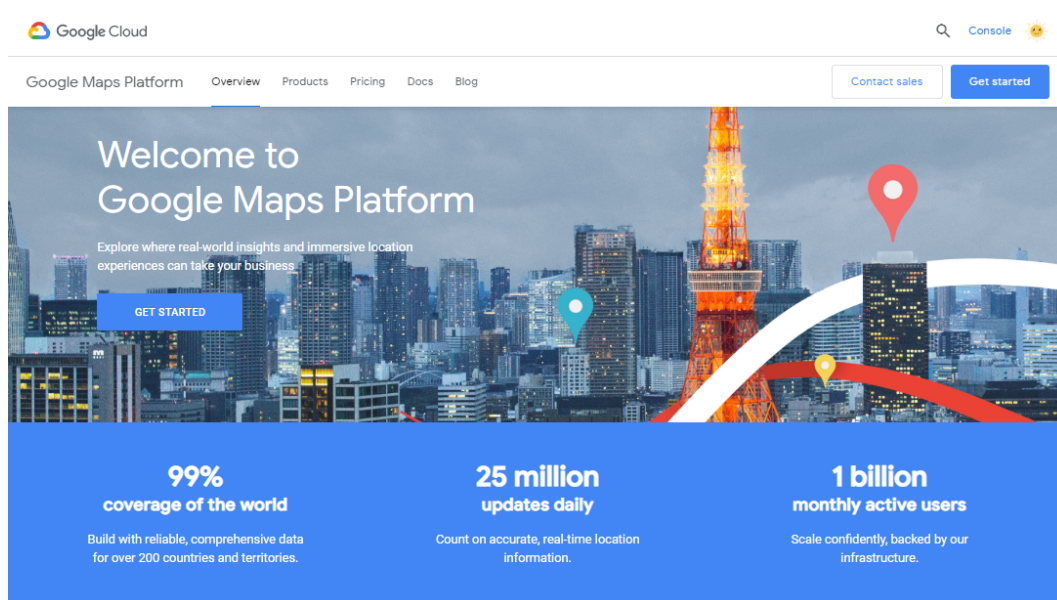 Google Cloud
Console
Google Maps Platform Overview Products Pricing Docs Blog Contact sales Get started
Welcome to
Google Maps Platform
Explore where real-world insights and immersive location
experiences can take your business
GET STARTED
99%
coverage of the world
Build with reliable, comprehensive data
for over 200 countries and territories.
25 million
updates daily
Count on accurate, real-time location
information.
1 billion
monthly active users
Scale confidently, backed by our
infrastructure.